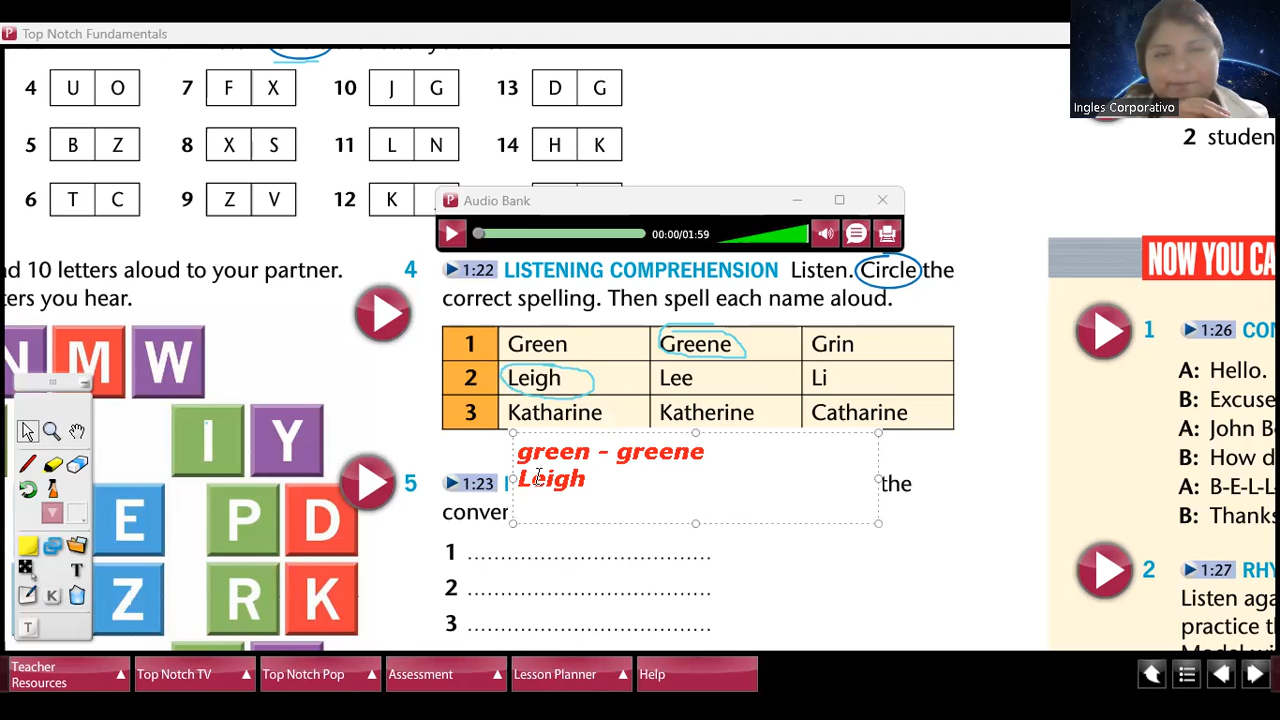 Top Notch Fundamentals
Ingles Corporativo
4 U O 7 F X 10 J G 13 D G
5 B Z 8 X S 11 L N 14 H K
6 T C 9 Z V 12 K
2 studen
Audio Bank
00:00/01:59
d 10 letters aloud to your partner.
ters you hear.
4 1:22 LISTENING COMPREHENSION Listen. Circle the
correct spelling. Then spell each name aloud.
1 Green Greene Grin
2 Leigh Lee Li
3 Katharine Katherine Catharine
green - greene
Leigh
5 1:23 the
conver
1
2
3
N M W
I Y
E P D
Z R K
NOW YOU CA
1 1:26 CO
A: Hello.
B: Excuse
A: John B
B: How d
A: B-E-L-L
B: Thanks
2 1:27 RHY
Listen aga
practice t
T
K
T
Teacher
Resources
Top Notch TV
Top Notch Pop
Assessment
Lesson Planner
Help